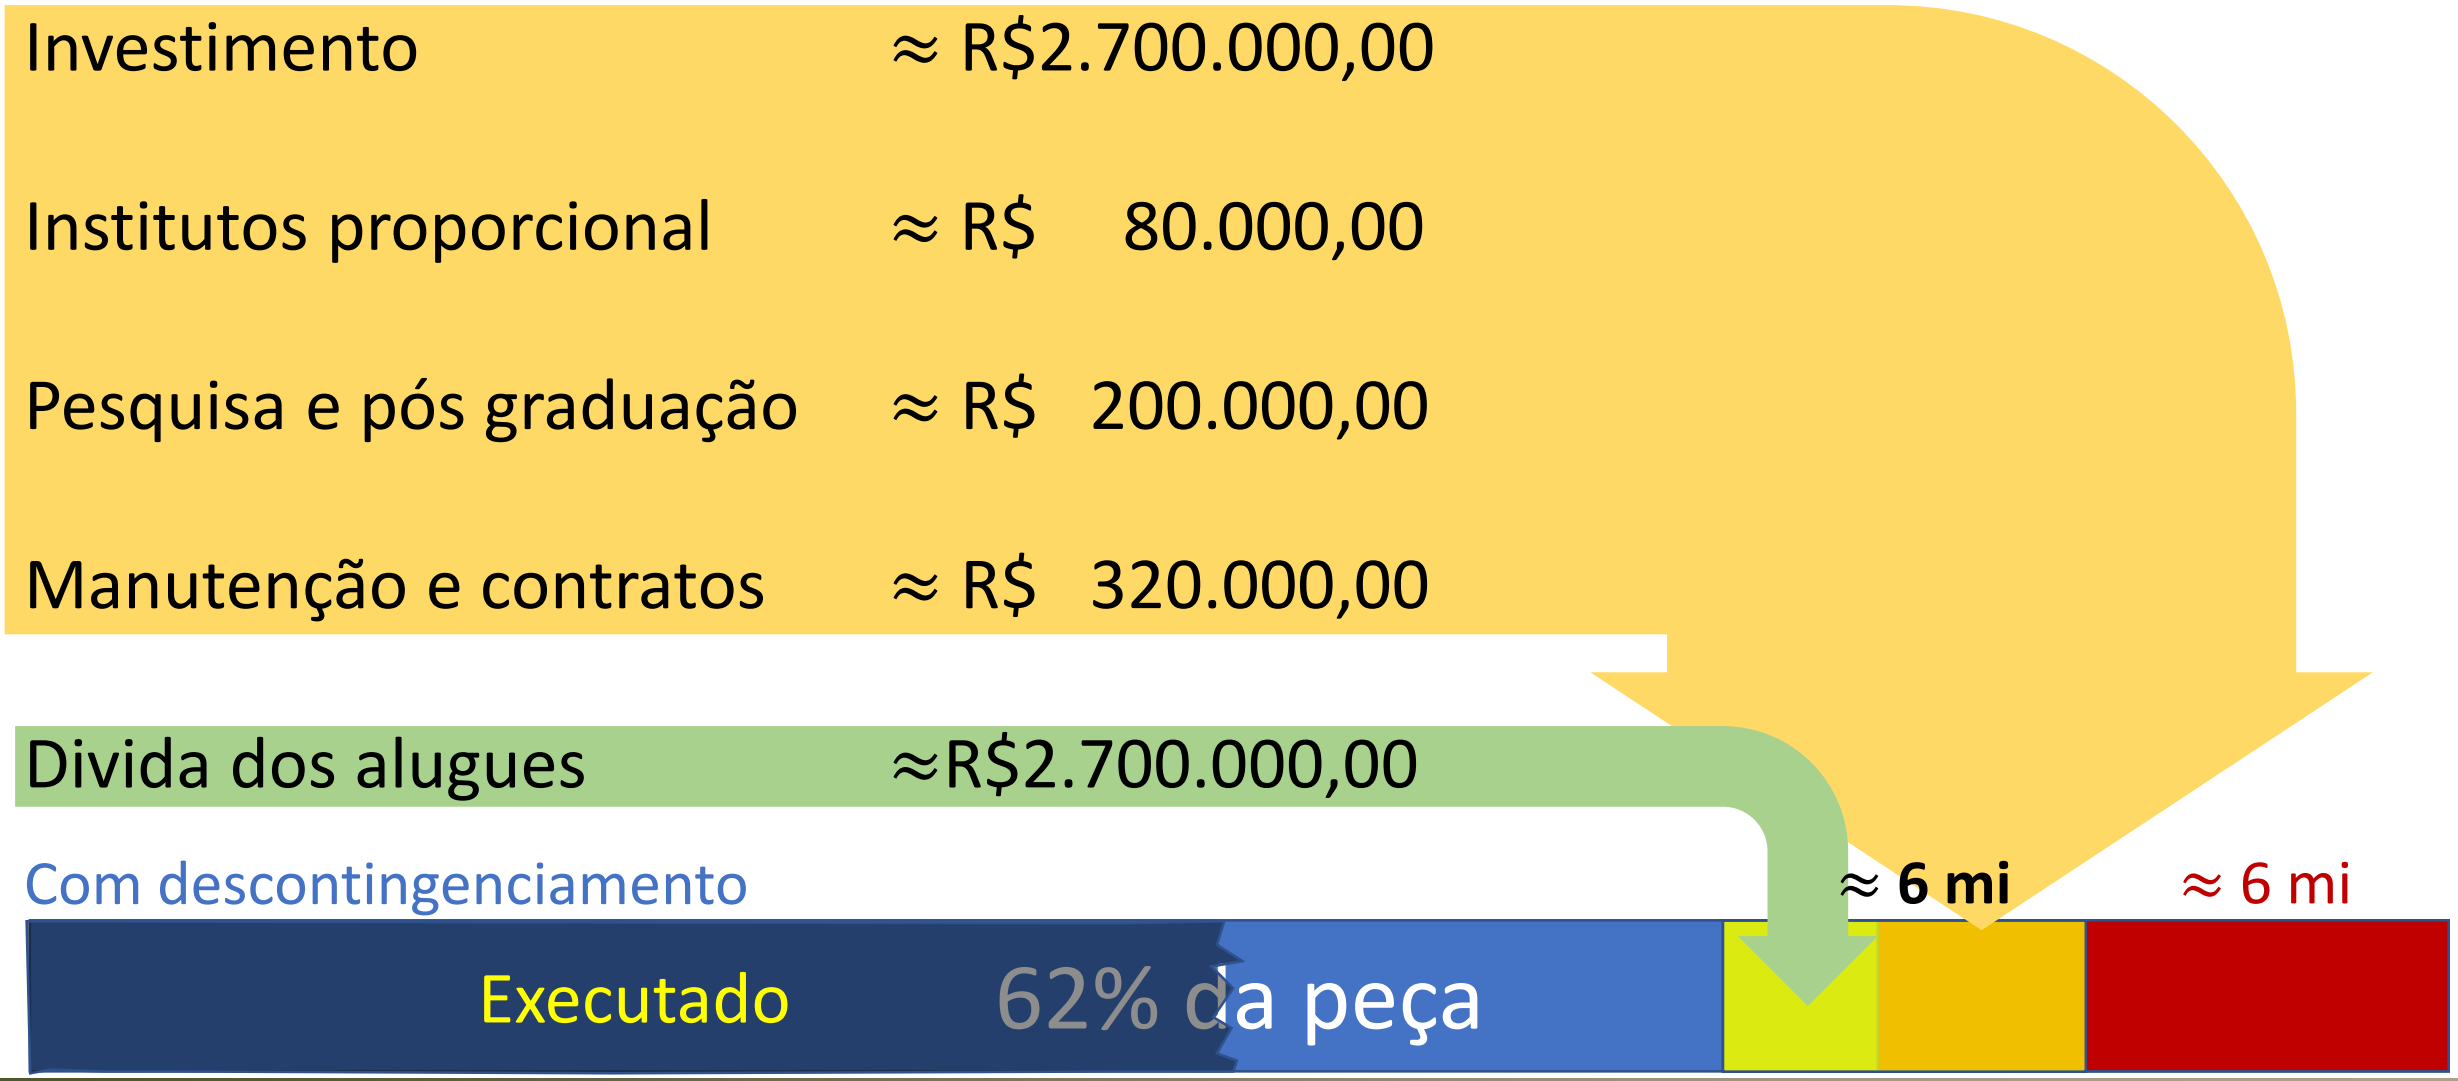 Investimento ≈ R$2.700.000,00
Institutos proporcional ≈ R$ 80.000,00
Pesquisa e pós graduação ≈ R$ 200.000,00
Manutenção e contratos ≈ R$ 320.000,00
Divida dos alugues ≈R$2.700.000,00
Com descontingenciamento ≈ 6 mi ≈ 6 mi
Executado 62% da peça